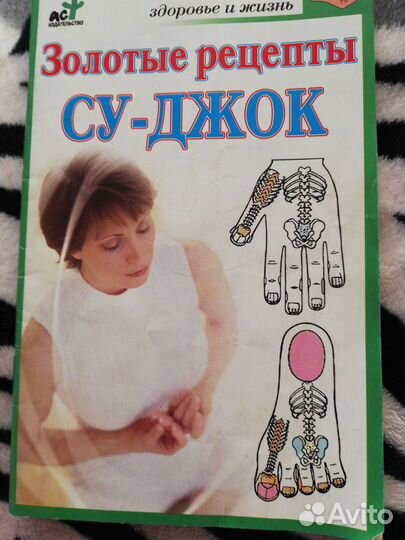 аст
ИЗДАТЕЛЬСТВО
здоровье и жизнь
Золотые рецепты
СУ-ДЖОК
Avito